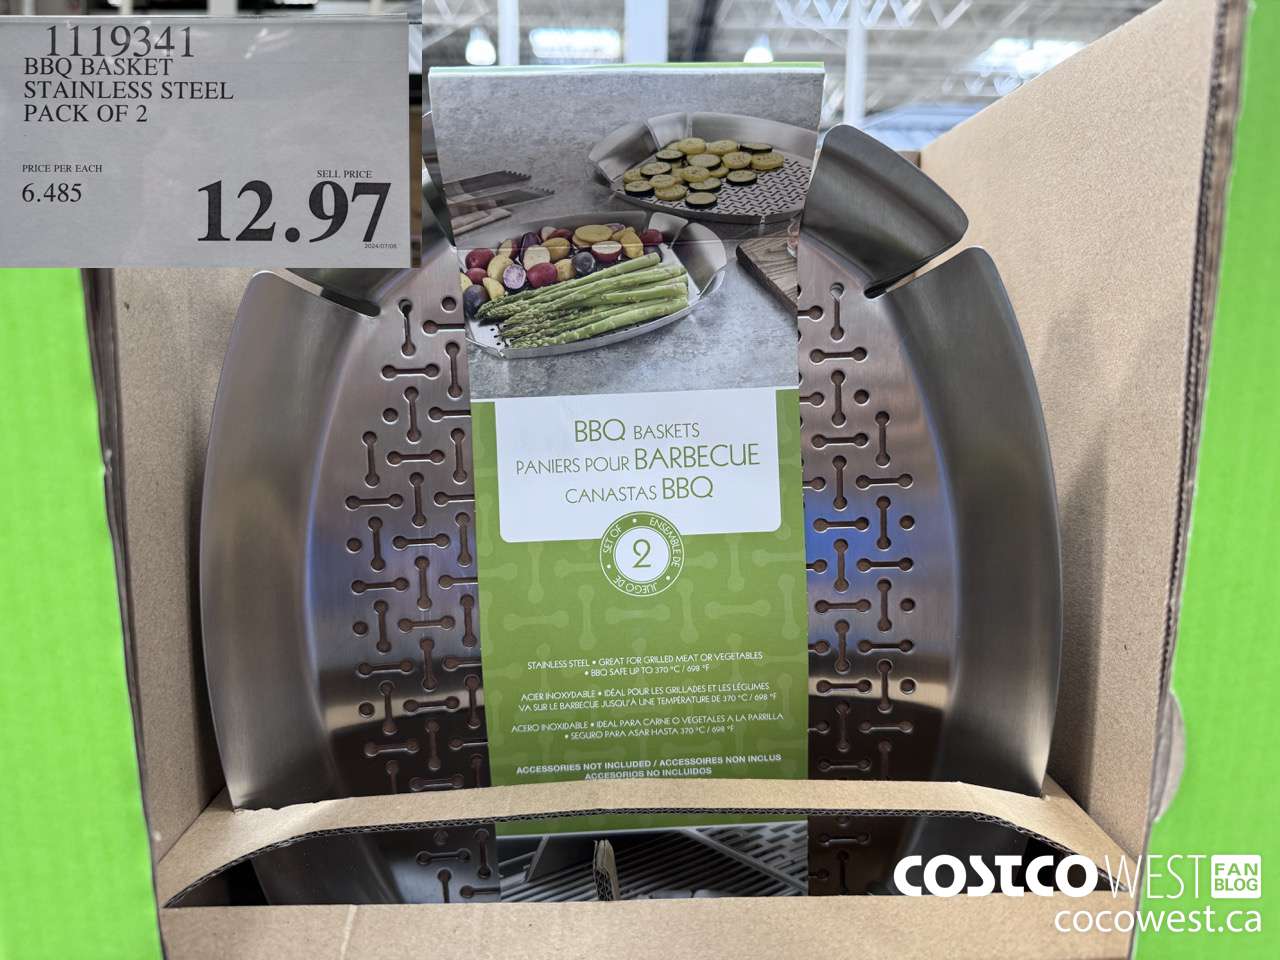 1119341
BBQ BASKET
STAINLESS STEEL
PACK OF 2
PRICE PER EACH
6.485
SELL PRICE
12.97
2024/07/05
BBQ BASKETS
PANIERS POUR BARBECUE
CANASTAS BBQ
SET OF • ENSEMBLE DE • JUEGO DE •
2
STAINLESS STEEL • GREAT FOR GRILLED MEAT OR VEGETABLES
• BBQ SAFE UP TO 370 °C / 698 °F
ACIER INOXYDABLE • IDÉAL POUR LES GRILLADES ET LES LÉGUMES
VA SUR LE BARBECUE JUSQU'À UNE TEMPÉRATURE DE 370 °C / 698 °F
ACERO INOXIDABLE • IDEAL PARA CARNE O VEGETALES A LA PARRILLA
• SEGURO PARA ASAR HASTA 370 °C / 698 °F
ACCESSORIES NOT INCLUDED / ACCESSOIRES NON INCLUS
ACCESORIOS NO INCLUIDOS
COSTCO WEST FAN BLOG
cocowest.ca